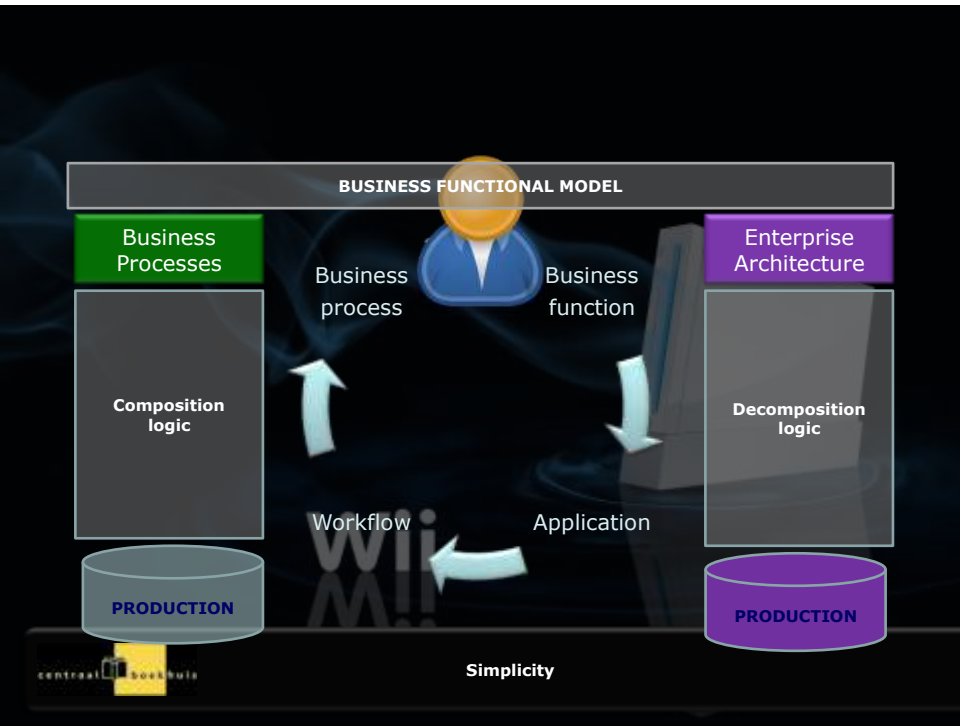 BUSINESS FUNCTIONAL MODEL
Business
Processes
Enterprise
Architecture
Business
process
Business
function
Composition
logic
Decomposition
logic
Workflow
Application
Wii
PRODUCTION
PRODUCTION
centraal boekhuis
Simplicity